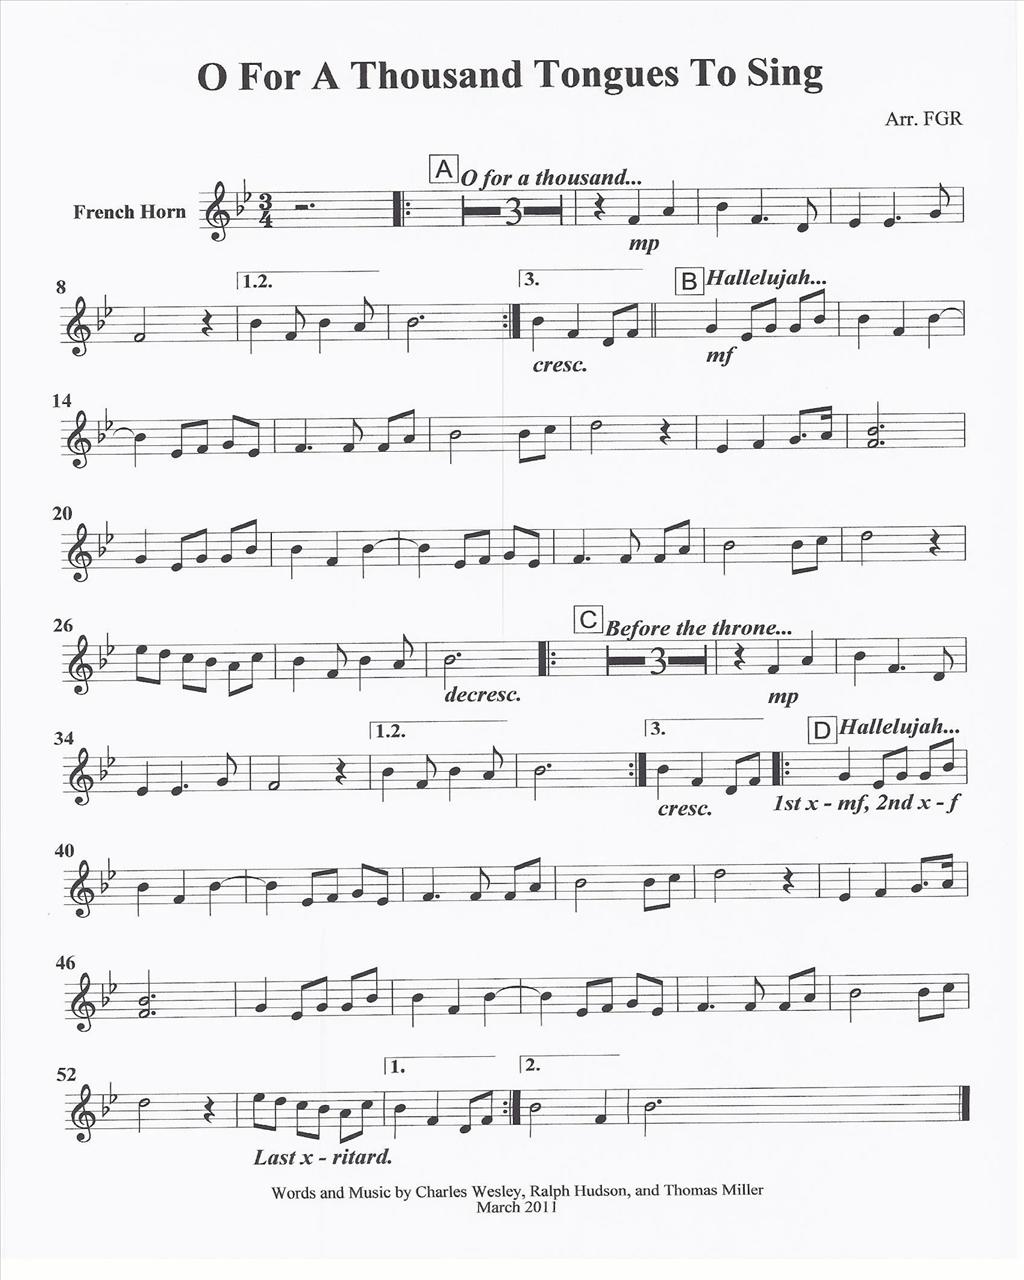 O For A Thousand Tongues To Sing
Arr. FGR
A O for a thousand...
French Horn 3 4 3
mp
8 1.2. 3. B Hallelujah...
cresc. mf
14
20
26 C Before the throne...
3
decresc. mp
34 1.2. 3. D Hallelujah...
cresc. 1st x - mf, 2nd x - f
40
46
52 1. 2.
Last x - ritard.
Words and Music by Charles Wesley, Ralph Hudson, and Thomas Miller
March 2011